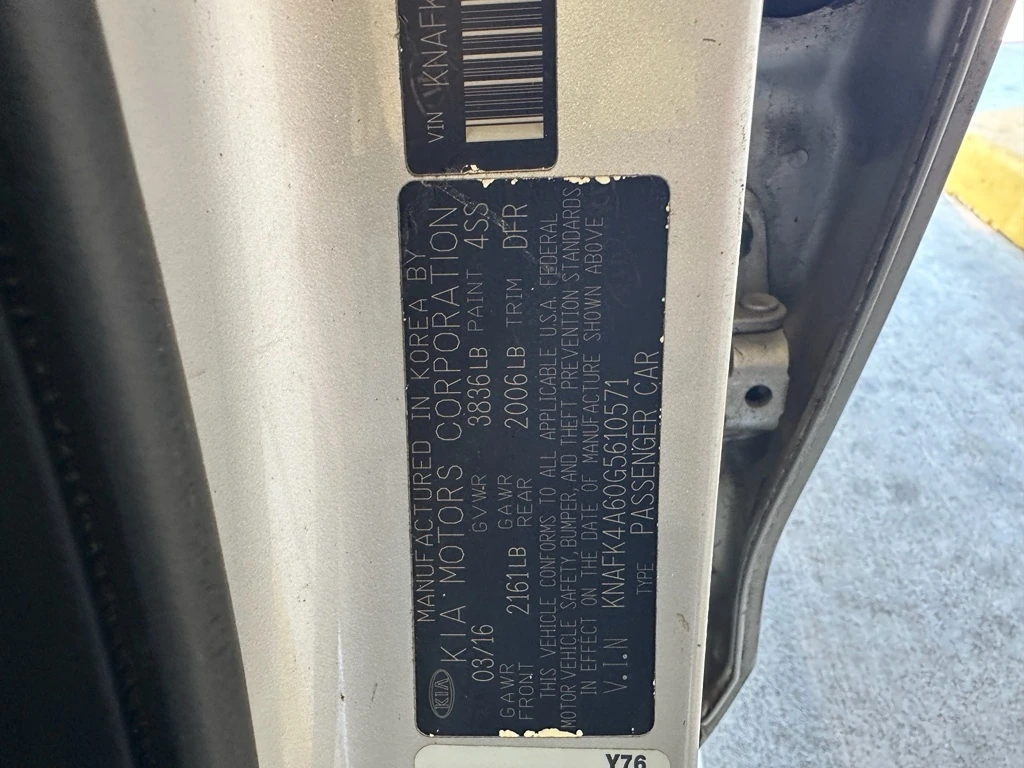 VIN KNAFK
MANUFACTURED IN KOREA BY
KIA KIA MOTORS CORPORATION
03/16 GVWR 3836LB PAINT 4SS
GAWR FRONT 2161LB GAWR REAR 2006LB TRIM DFR
THIS VEHICLE CONFORMS TO ALL APPLICABLE U.S.A. FEDERAL
MOTOR VEHICLE SAFETY, BUMPER, AND THEFT PREVENTION STANDARDS
IN EFFECT ON THE DATE OF MANUFACTURE SHOWN ABOVE
V.I.N KNAFK4A60G5610571
TYPE PASSENGER CAR
Y76